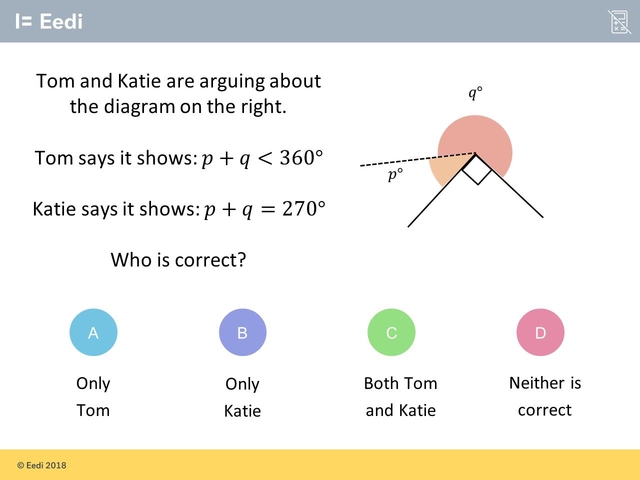 Eedi
Tom and Katie are arguing about
the diagram on the right.
Tom says it shows: p + q < 360°
Katie says it shows: p + q = 270°
Who is correct?
q°
p°
A
Only
Tom
B
Only
Katie
C
Both Tom
and Katie
D
Neither is
correct
© Eedi 2018